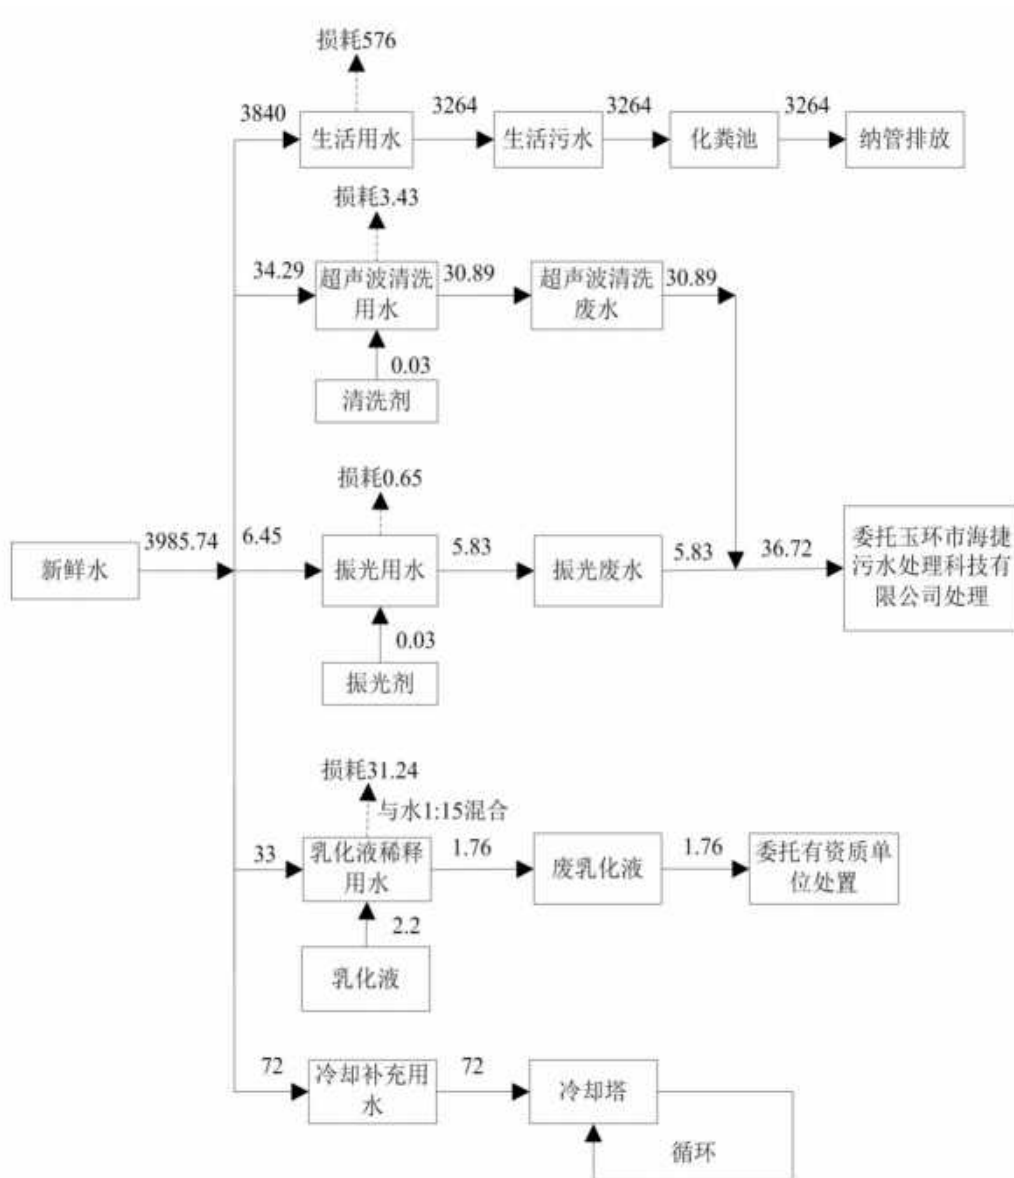 损耗576
3840
生活用水
3264
生活污水
3264
化粪池
3264
纳管排放
损耗3.43
34.29
超声波清洗
用水
30.89
超声波清洗
废水
30.89
0.03
清洗剂
损耗0.65
新鲜水
3985.74
6.45
振光用水
5.83
振光废水
5.83
36.72
委托玉环市海捷
污水处理科技有
限公司处理
0.03
振光剂
损耗31.24
与水1:15混合
33
乳化液稀释
用水
1.76
废乳化液
1.76
委托有资质单
位处置
2.2
乳化液
72
冷却补充用
水
72
冷却塔
循环